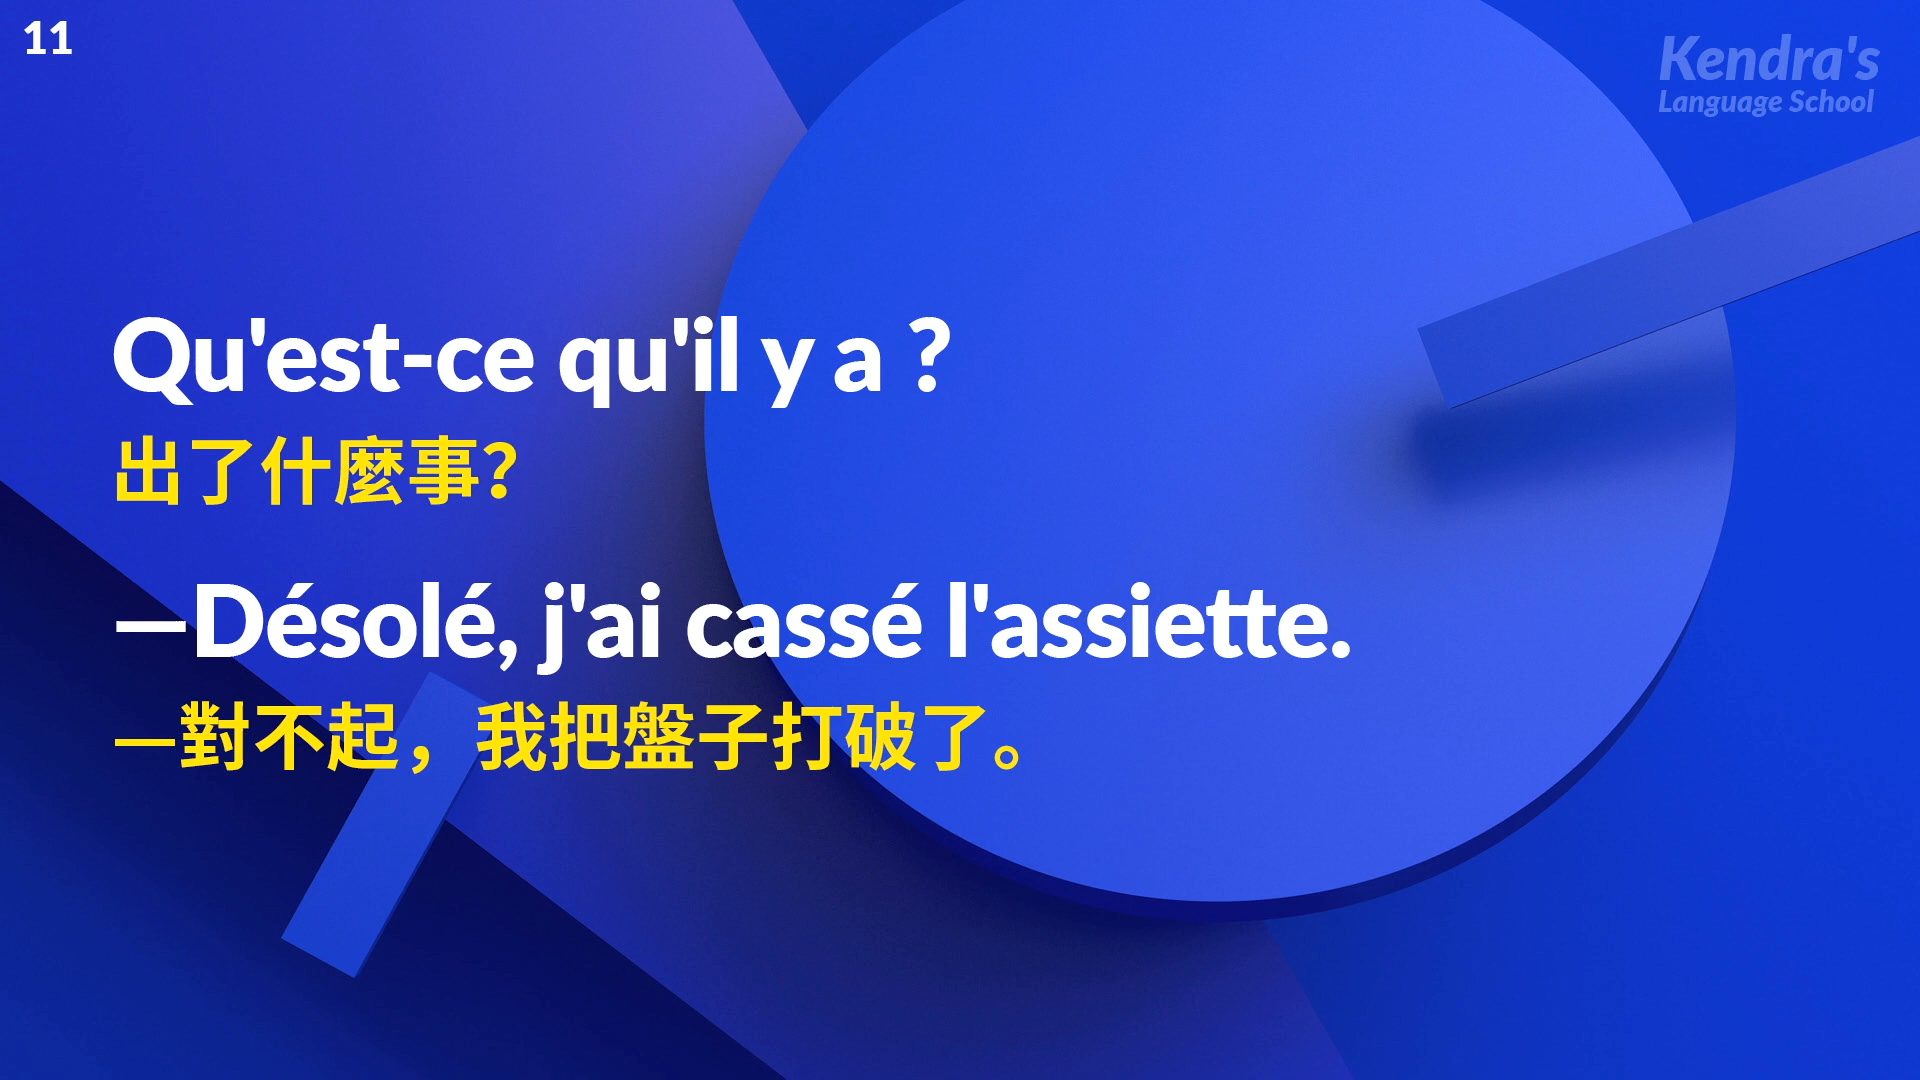 11
Kendra's
Language School
Qu'est-ce qu'il y a ?
出了什麼事？
—Désolé, j'ai cassé l'assiette.
—對不起，我把盤子打破了。